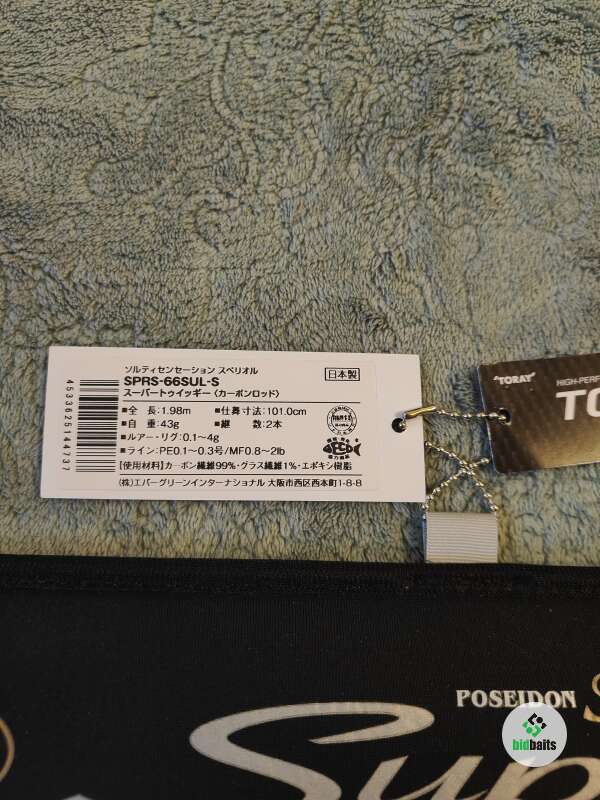 ソルティセンセーション スペリオル
SPRS-66SUL-S
日本製
スーパートゥイッギー〈カーボンロッド〉
■全 長:1.98m ■仕舞寸法:101.0cm
■自 重:43g ■継 数:2本
■ルアー・リグ:0.1〜4g
■ライン:PE0.1〜0.3号/MF0.8〜2lb
【使用材料】カーボン繊維99%・グラス繊維1%・エポキシ樹脂
(株)エバーグリーンインターナショナル 大阪市西区西本町1-8-8
4533625144737
"TORAY"
HIGH-PERF
TO
POSEIDON
Sup
bidbaits